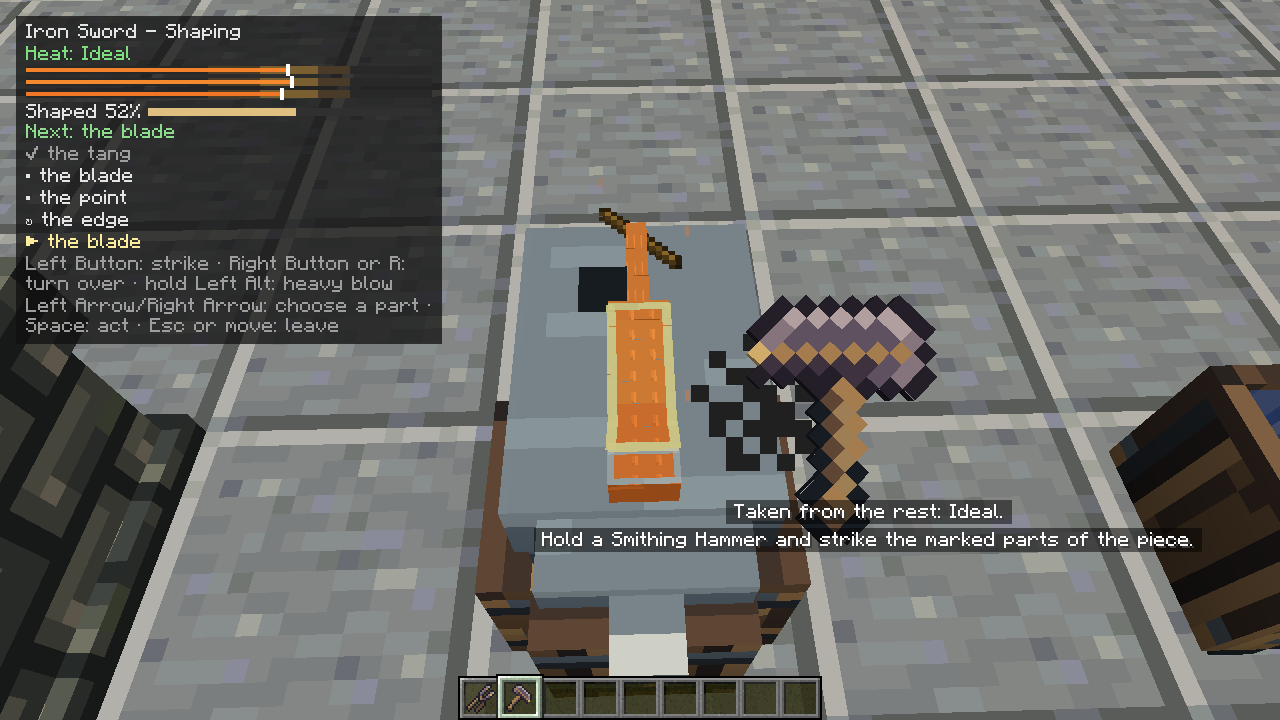 Iron Sword – Shaping
Heat: Ideal
Shaped 52%
Next: the blade
✓ the tang
· the blade
· the point
↻ the edge
► the blade
Left Button: strike · Right Button or R:
turn over · hold Left Alt: heavy blow
Left Arrow/Right Arrow: choose a part ·
Space: act · Esc or move: leave
Taken from the rest: Ideal.
Hold a Smithing Hammer and strike the marked parts of the piece.